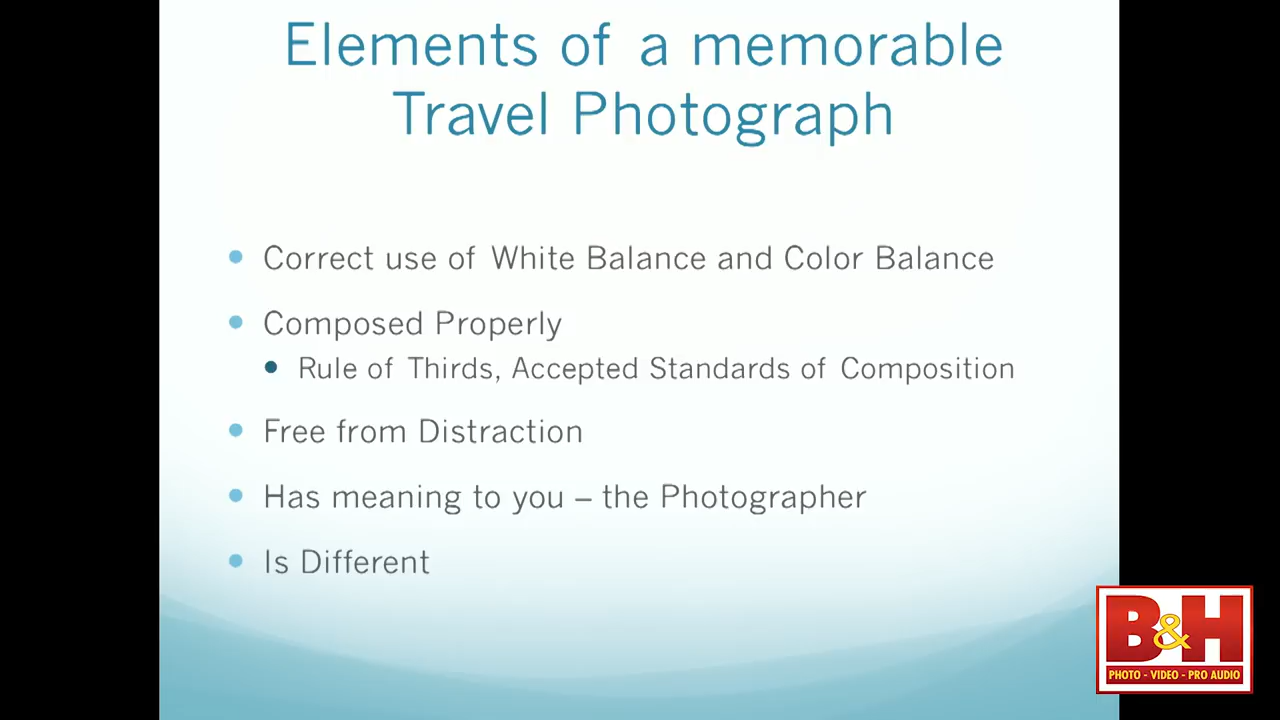 Elements of a memorable
Travel Photograph
Correct use of White Balance and Color Balance
Composed Properly
Rule of Thirds, Accepted Standards of Composition
Free from Distraction
Has meaning to you – the Photographer
Is Different
B&H
PHOTO - VIDEO - PRO AUDIO